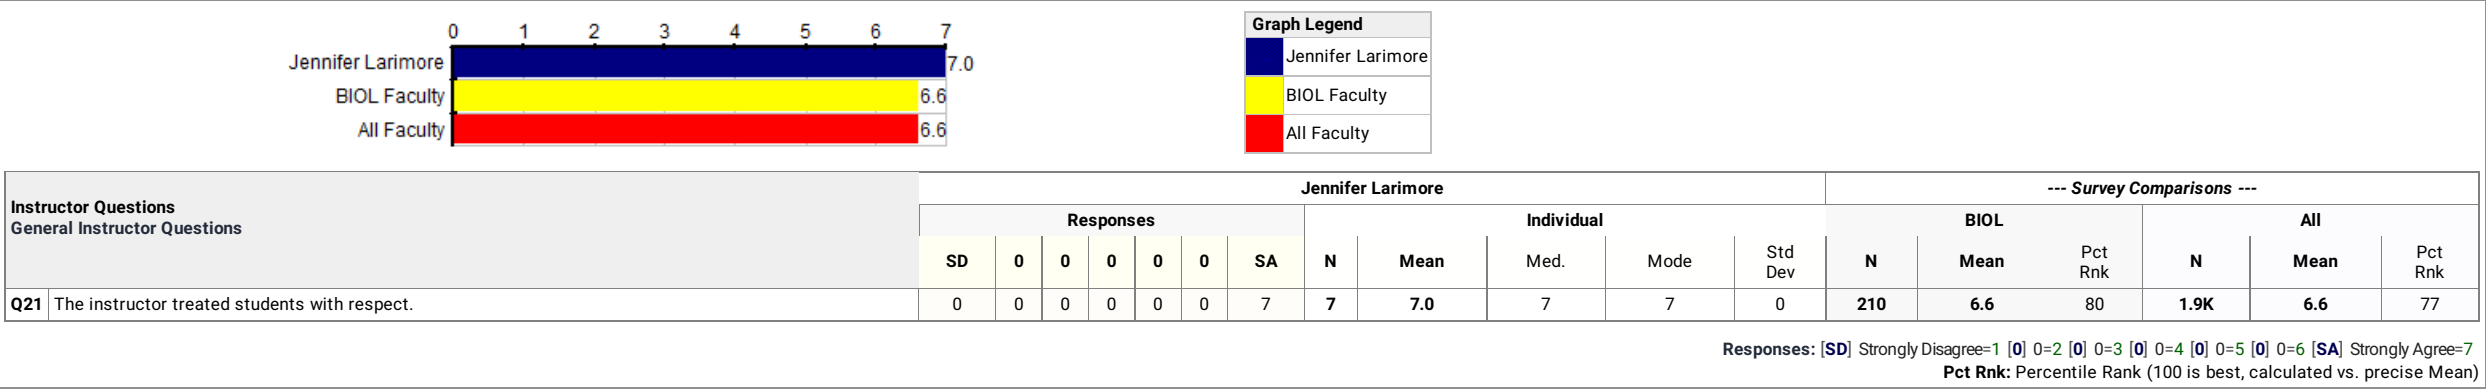 0 1 2 3 4 5 6 7
Jennifer Larimore 7.0
BIOL Faculty 6.6
All Faculty 6.6
Graph Legend
Jennifer Larimore
BIOL Faculty
All Faculty
Instructor Questions
General Instructor Questions
Jennifer Larimore --- Survey Comparisons ---
Responses Individual BIOL All
SD 0 0 0 0 0 SA N Mean Med. Mode Std Dev N Mean Pct Rnk N Mean Pct Rnk
Q21 The instructor treated students with respect. 0 0 0 0 0 0 7 7 7.0 7 7 0 210 6.6 80 1.9K 6.6 77
Responses: [SD] Strongly Disagree=1 [0] 0=2 [0] 0=3 [0] 0=4 [0] 0=5 [0] 0=6 [SA] Strongly Agree=7
Pct Rnk: Percentile Rank (100 is best, calculated vs. precise Mean)